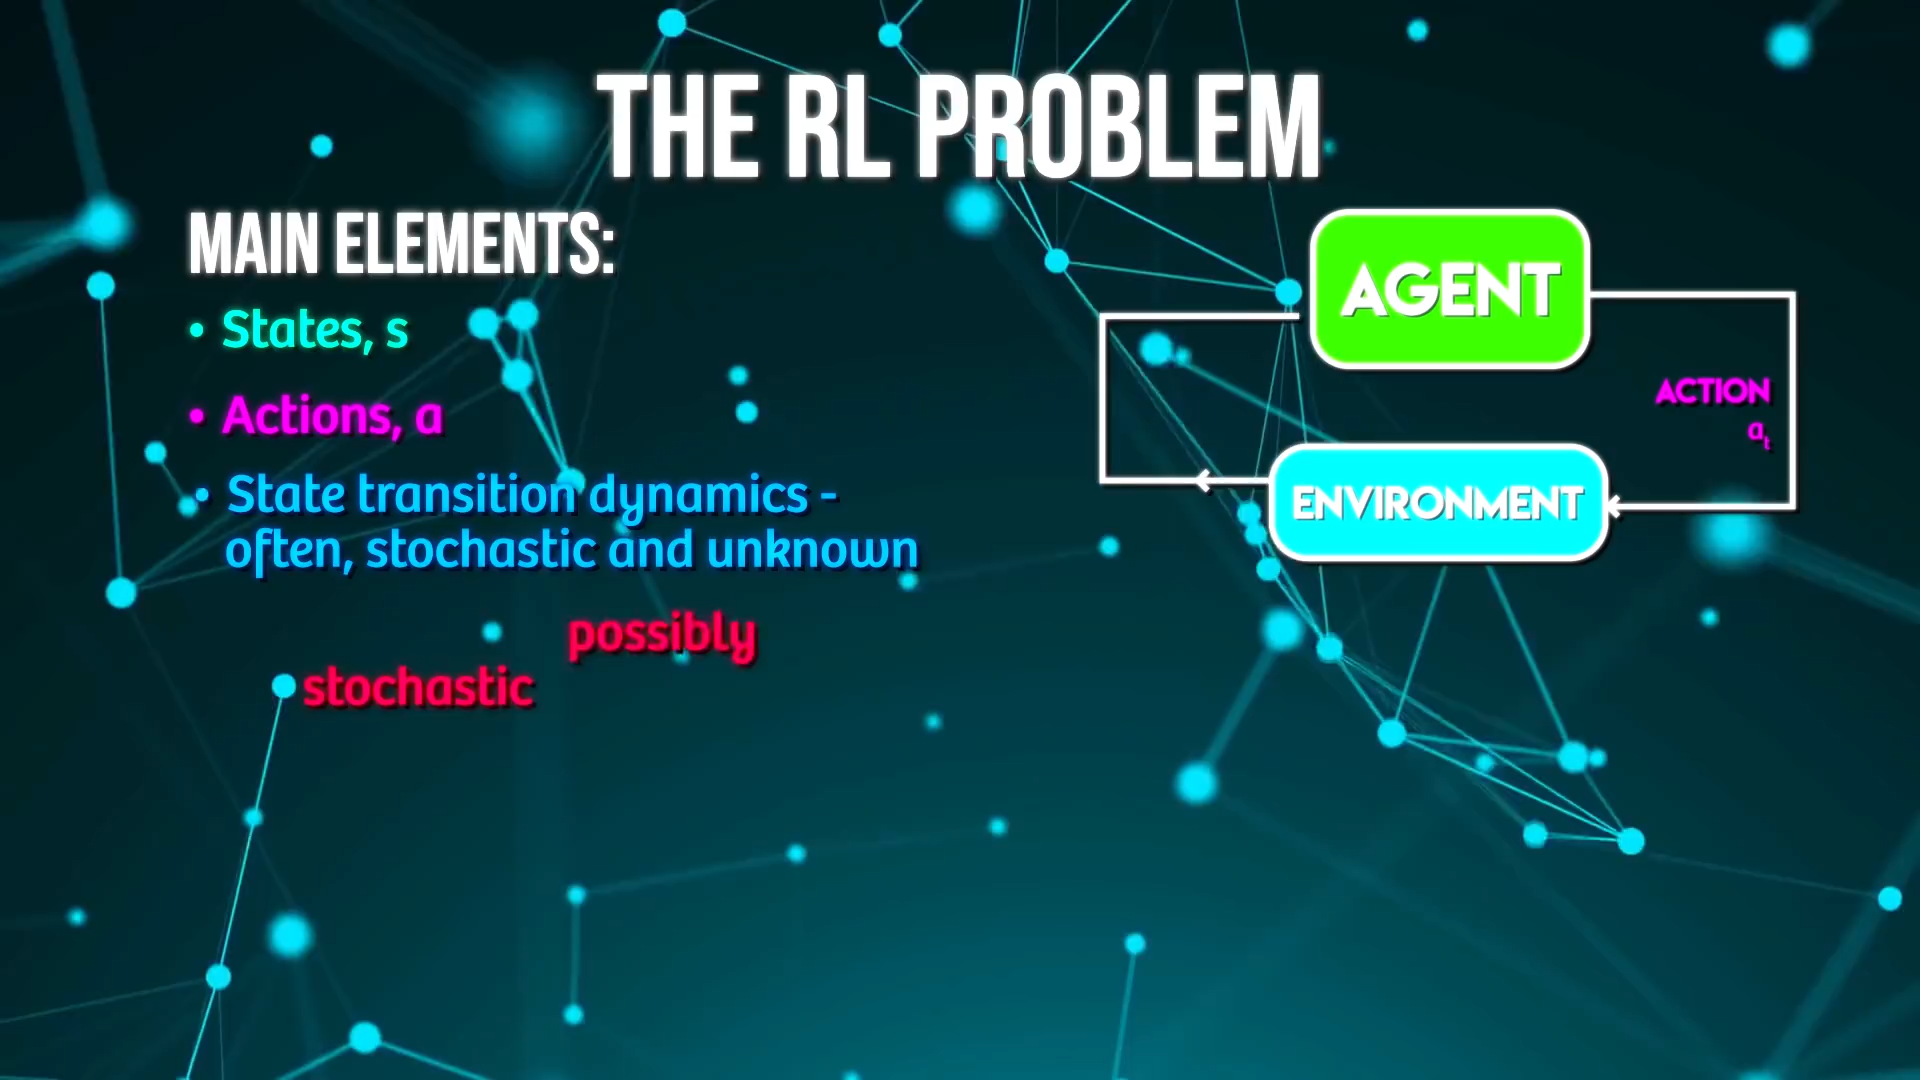 THE RL PROBLEM
MAIN ELEMENTS:
• States, s
• Actions, a
• State transition dynamics -
often, stochastic and unknown
possibly
stochastic
AGENT
ACTION
a_t
ENVIRONMENT